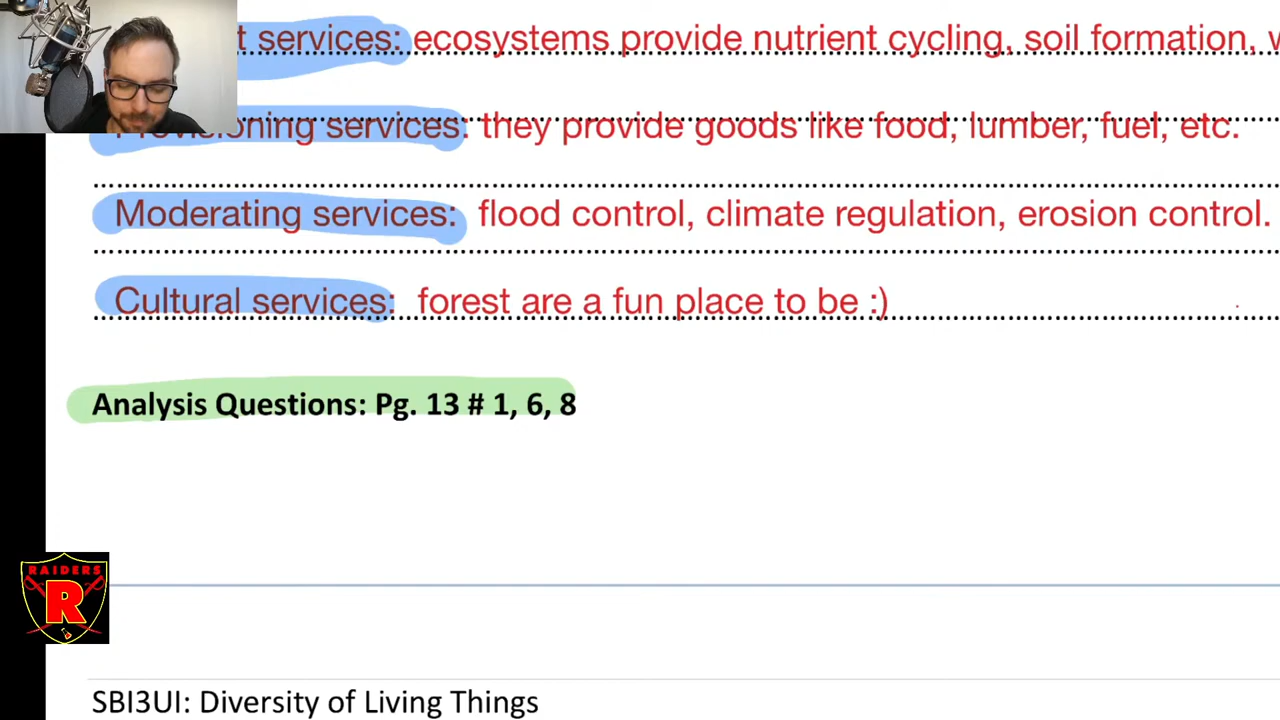 services: ecosystems provide nutrient cycling, soil formation,
Provisioning services: they provide goods like food, lumber, fuel, etc.
Moderating services: flood control, climate regulation, erosion control.
Cultural services: forest are a fun place to be :)
Analysis Questions: Pg. 13 # 1, 6, 8
RAIDERS
R
SBI3UI: Diversity of Living Things